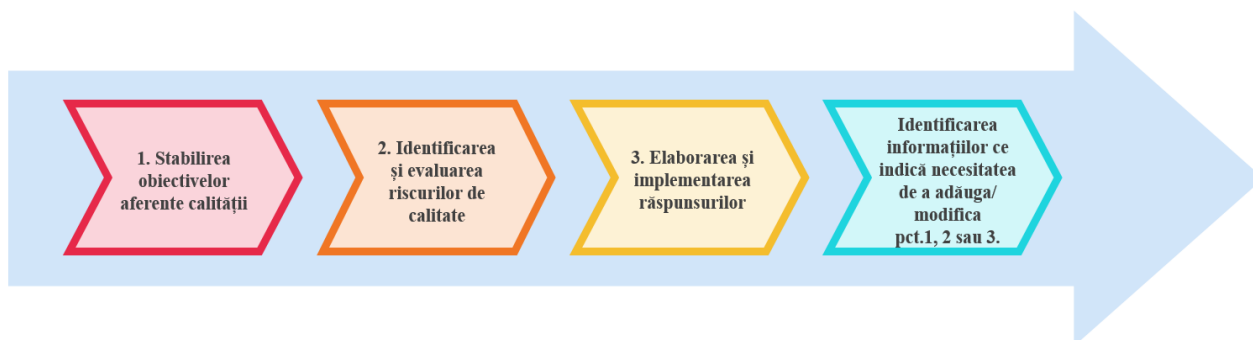 1. Stabilirea
obiectivelor
aferente calității
2. Identificarea
și evaluarea
riscurilor de
calitate
3. Elaborarea și
implementarea
răspunsurilor
Identificarea
informațiilor ce
indică necesitatea
de a adăuga/
modifica
pct.1, 2 sau 3.